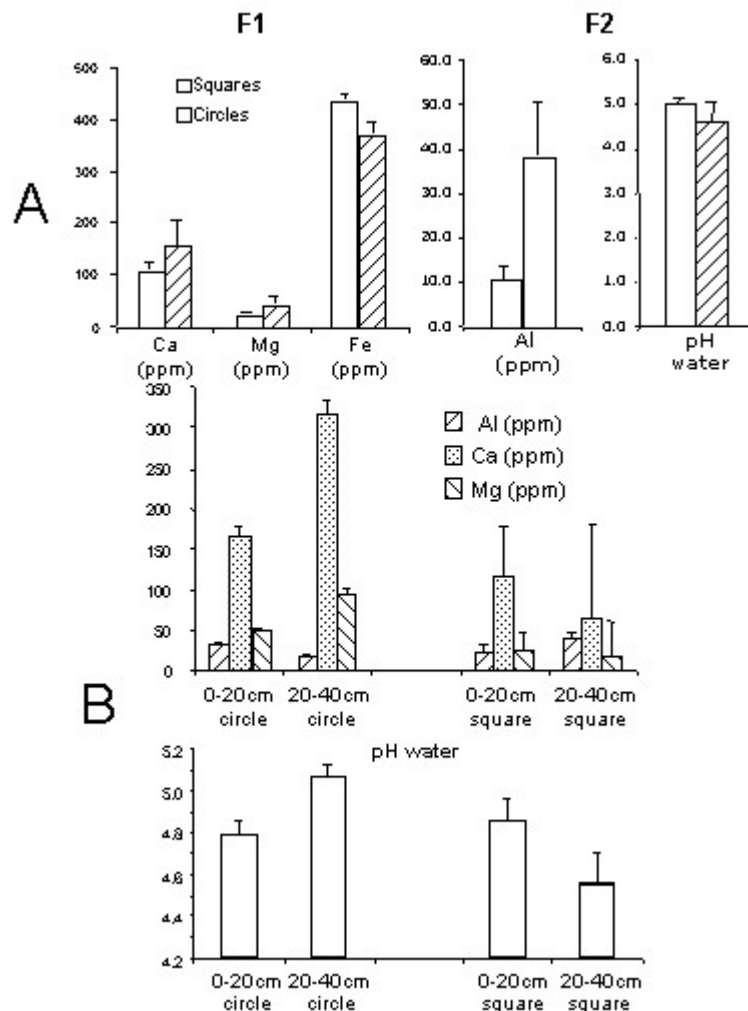 F1 F2
A
500
400
300
200
100
0
Squares
Circles
Ca
(ppm)
Mg
(ppm)
Fe
(ppm)
60.0
50.0
40.0
30.0
20.0
10.0
0.0
Al
(ppm)
6.0
5.0
4.0
3.0
2.0
1.0
0.0
pH
water
B
350
300
250
200
150
100
50
0
Al (ppm)
Ca (ppm)
Mg (ppm)
0-20cm 20-40cm 0-20cm 20-40cm
circle circle square square
pH water
5.2
5.0
4.8
4.6
4.4
4.2
0-20cm 20-40cm 0-20cm 20-40cm
circle circle square square